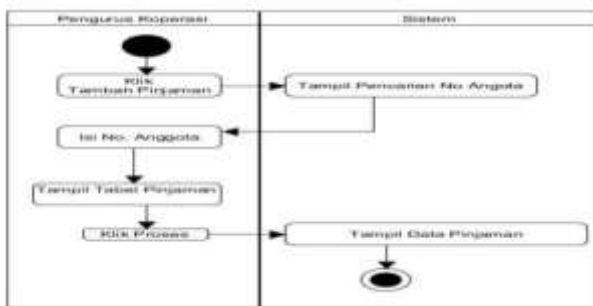 Pengurus Koperasi
Sistem
Klik
Tambah Pinjaman
Tampil Pencarian No Angota
Isi No. Anggota
Tampil Tabel Pinjaman
Klik Proses
Tampil Data Pinjaman